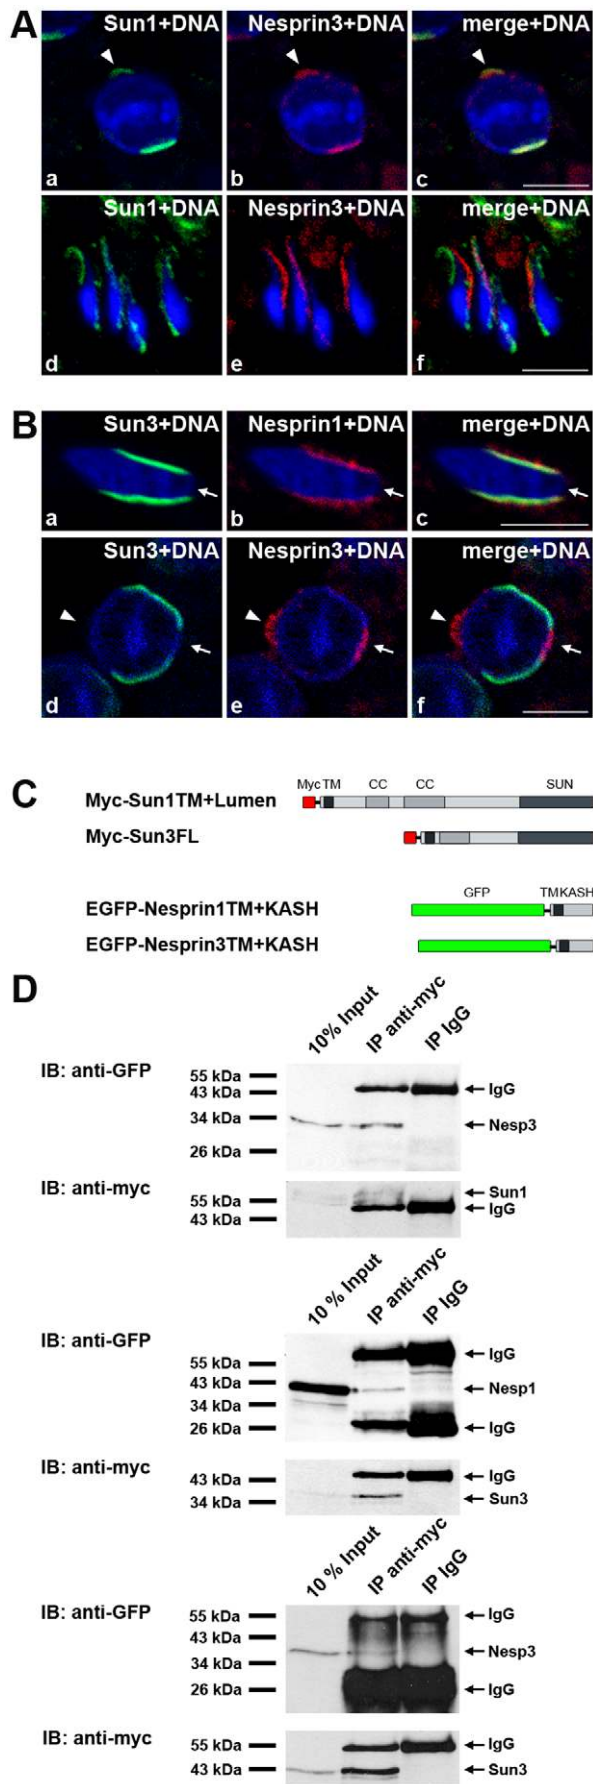 A
Sun1+DNA Nesprin3+DNA merge+DNA
a b c
Sun1+DNA Nesprin3+DNA merge+DNA
d e f
B
Sun3+DNA Nesprin1+DNA merge+DNA
a b c
Sun3+DNA Nesprin3+DNA merge+DNA
d e f
C
Myc TM CC CC SUN
Myc-Sun1TM+Lumen
Myc-Sun3FL
GFP TMKASH
EGFP-Nesprin1TM+KASH
EGFP-Nesprin3TM+KASH
D
10% Input IP anti-myc IP IgG
IB: anti-GFP
55 kDa
43 kDa IgG
34 kDa Nesp3
26 kDa
IB: anti-myc
Sun1
55 kDa IgG
43 kDa
10 % Input IP anti-myc IP IgG
IB: anti-GFP
IgG
55 kDa
43 kDa Nesp1
34 kDa
26 kDa IgG
IB: anti-myc
43 kDa IgG
34 kDa Sun3
10 % Input IP anti-myc IP IgG
IB: anti-GFP
55 kDa IgG
43 kDa
Nesp3
34 kDa
26 kDa IgG
IB: anti-myc
55 kDa IgG
43 kDa Sun3